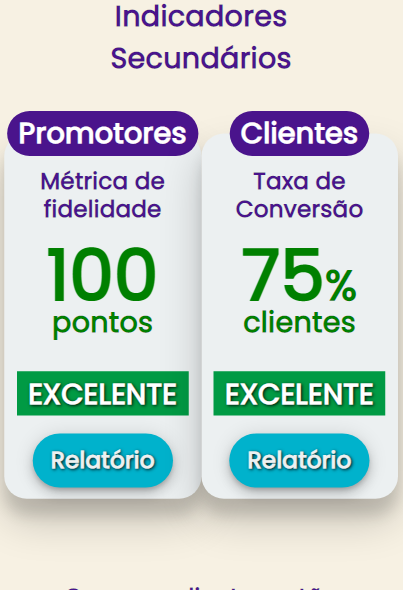 Indicadores
Secundários
Promotores
Métrica de
fidelidade
100
pontos
EXCELENTE
Relatório
Clientes
Taxa de
Conversão
75%
clientes
EXCELENTE
Relatório